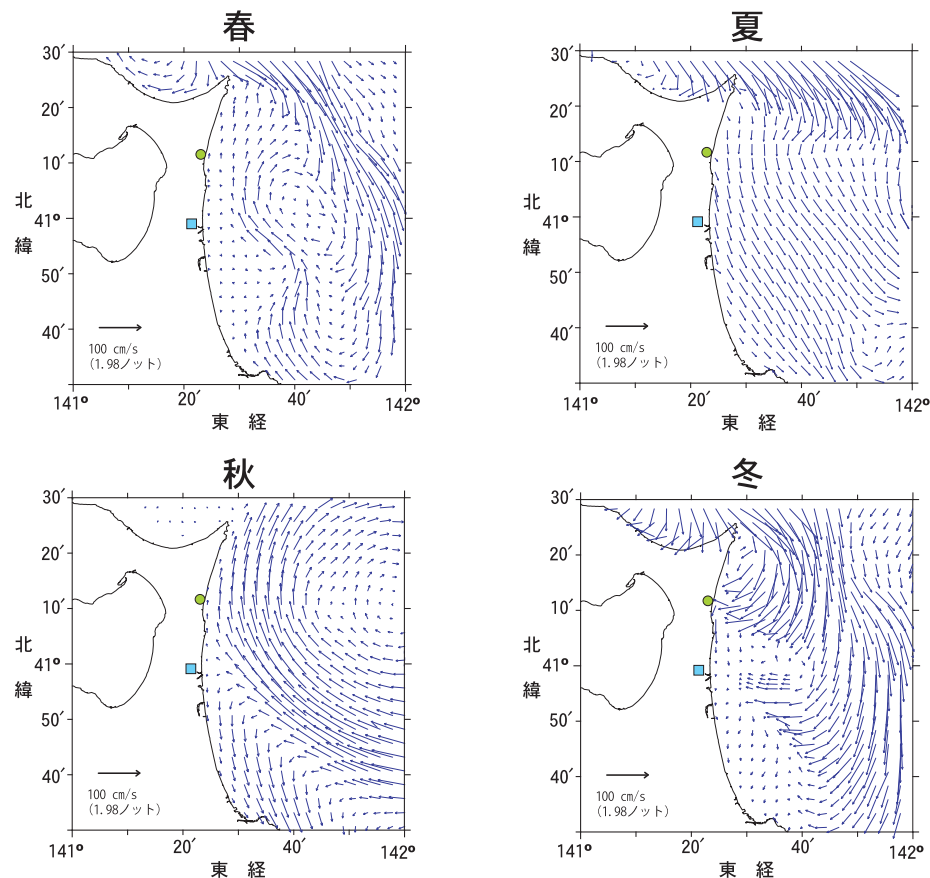 春
30′
20′
10′
41°
50′
40′
北
緯
100 cm/s
(1.98ノット)
141°
20′
40′
142°
東 経
夏
30′
20′
10′
41°
50′
40′
北
緯
100 cm/s
(1.98ノット)
141°
20′
40′
142°
東 経
秋
30′
20′
10′
41°
50′
40′
北
緯
100 cm/s
(1.98ノット)
141°
20′
40′
142°
東 経
冬
30′
20′
10′
41°
50′
40′
北
緯
100 cm/s
(1.98ノット)
141°
20′
40′
142°
東 経